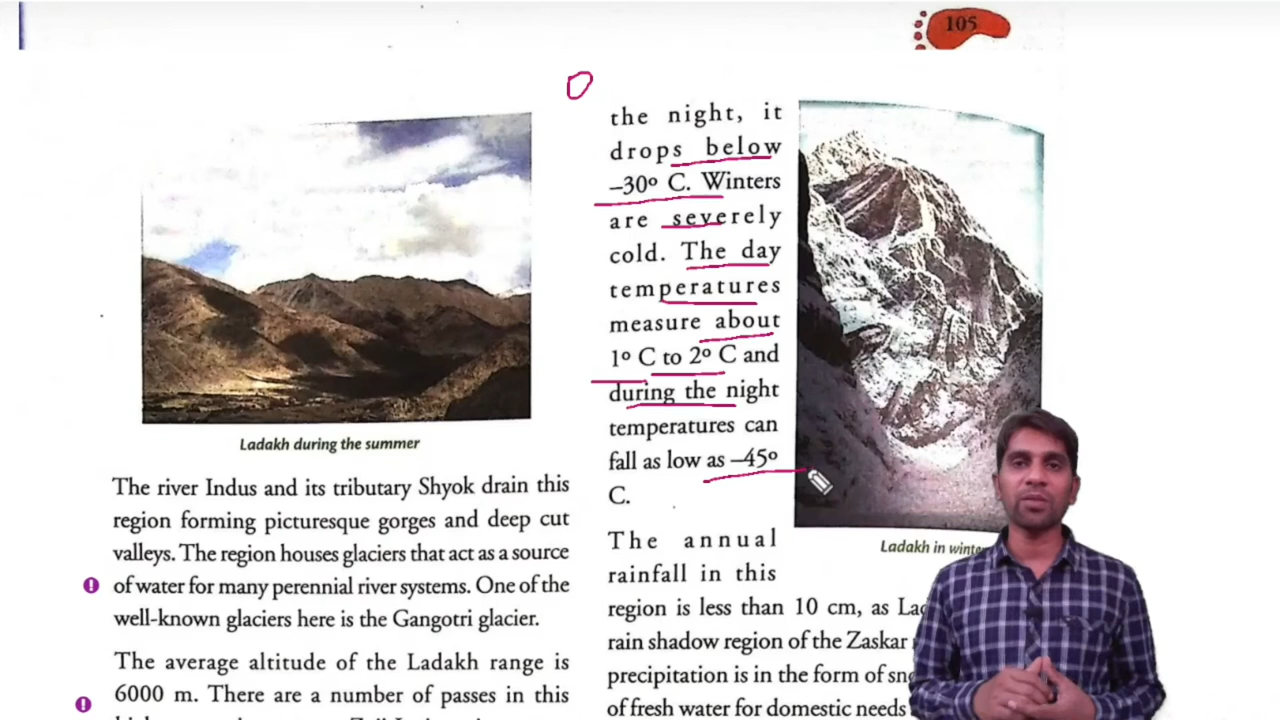 105
Ladakh during the summer
The river Indus and its tributary Shyok drain this
region forming picturesque gorges and deep cut
valleys. The region houses glaciers that act as a source
of water for many perennial river systems. One of the
well-known glaciers here is the Gangotri glacier.
The average altitude of the Ladakh range is
6000 m. There are a number of passes in this
the night, it
drops below
–30º C. Winters
are severely
cold. The day
temperatures
measure about
1º C to 2º C and
during the night
temperatures can
fall as low as –45º
C.
The annual
rainfall in this
region is less than 10 cm, as
rain shadow region of the Zaskar
precipitation is in the form of
of fresh water for domestic needs
Ladakh in